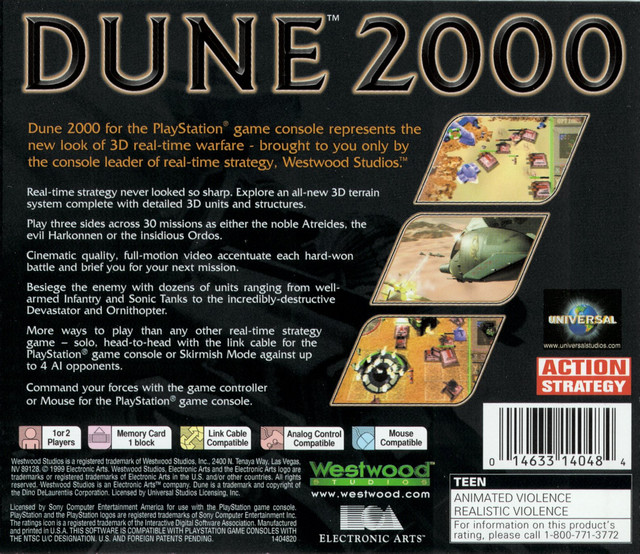 DUNE 2000™
Dune 2000 for the PlayStation® game console represents the
new look of 3D real-time warfare - brought to you only by
the console leader of real-time strategy, Westwood Studios.™
Real-time strategy never looked so sharp. Explore an all-new 3D terrain
system complete with detailed 3D units and structures.
Play three sides across 30 missions as either the noble Atreides, the
evil Harkonnen or the insidious Ordos.
Cinematic quality, full-motion video accentuate each hard-won
battle and brief you for your next mission.
Besiege the enemy with dozens of units ranging from well-
armed Infantry and Sonic Tanks to the incredibly-destructive
Devastator and Ornithopter.
More ways to play than any other real-time strategy
game – solo, head-to-head with the link cable for the
PlayStation® game console or Skirmish Mode against up
to 4 AI opponents.
Command your forces with the game controller
or Mouse for the PlayStation® game console.
UNIVERSAL
www.universalstudios.com
ACTION
STRATEGY
1 or 2
Players
Memory Card
1 block
Link Cable
Compatible
Analog Control
Compatible
Mouse
Compatible
0 14633 14048 4
Westwood Studios is a registered trademark of Westwood Studios, Inc., 2400 N. Tenaya Way, Las Vegas,
NV 89128. © 1999 Electronic Arts. Westwood Studios, Electronic Arts and the Electronic Arts logo are
trademarks or registered trademarks of Electronic Arts in the U.S. and/or other countries. All rights
reserved. Westwood Studios is an Electronic Arts™ company. Dune is a trademark and copyright of
the Dino DeLaurentiis Corporation. Licensed by Universal Studios Licensing, Inc.
Licensed by Sony Computer Entertainment America for use with the PlayStation game console.
PlayStation and the PlayStation logos are registered trademarks of Sony Computer Entertainment Inc.
The ratings icon is a registered trademark of the Interactive Digital Software Association. Manufactured
and printed in U.S.A. THIS SOFTWARE IS COMPATIBLE WITH PLAYSTATION GAME CONSOLES WITH
THE NTSC U/C DESIGNATION. U.S. AND FOREIGN PATENTS PENDING. 1404820
Westwood
STUDIOS
www.westwood.com
ELECTRONIC ARTS™
TEEN
ANIMATED VIOLENCE
REALISTIC VIOLENCE
For information on this product's
rating, please call 1-800-771-3772